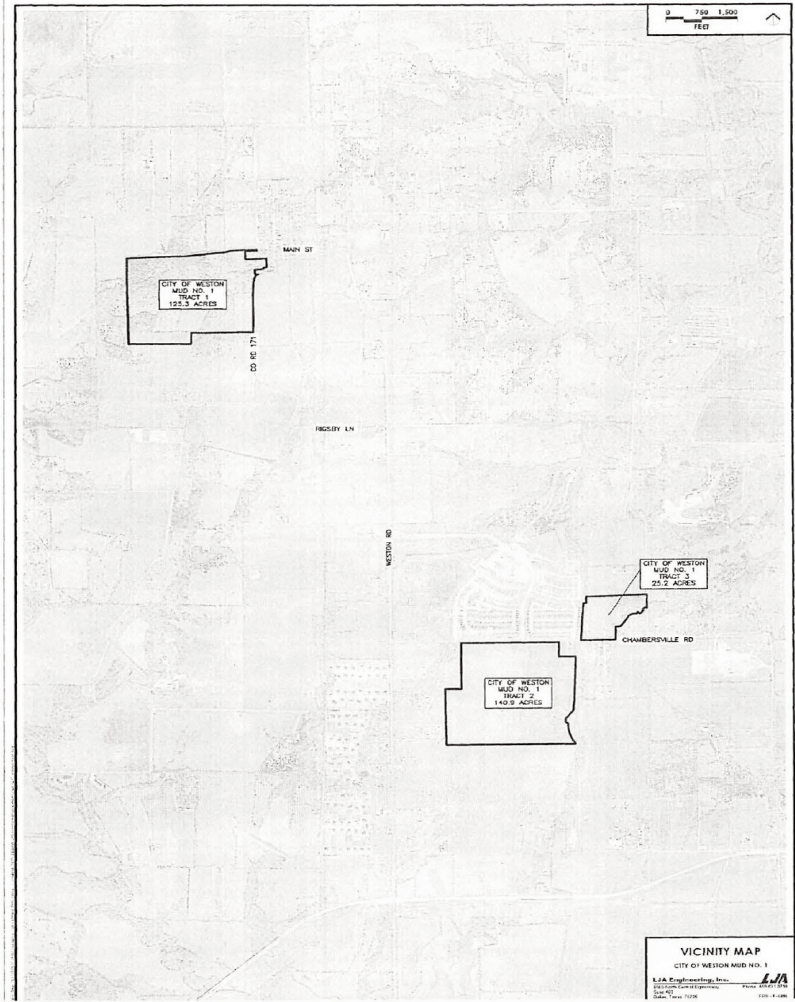 0 750 1,500
FEET
MAIN ST
CITY OF WESTON
MUD NO. 1
TRACT 1
125.3 ACRES
CO RD 171
RIGSBY LN
WESTON RD
CITY OF WESTON
MUD NO. 1
TRACT 3
25.2 ACRES
CHAMBERSVILLE RD
CITY OF WESTON
MUD NO. 1
TRACT 2
140.9 ACRES
VICINITY MAP
CITY OF WESTON MUD NO. 1
LJA Engineering, Inc.
LJA